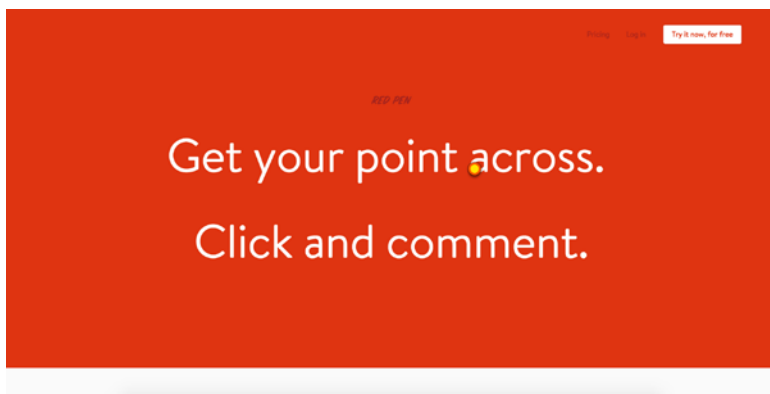 Pricing Log in Try it now, for free
RED PEN
Get your point across.
Click and comment.